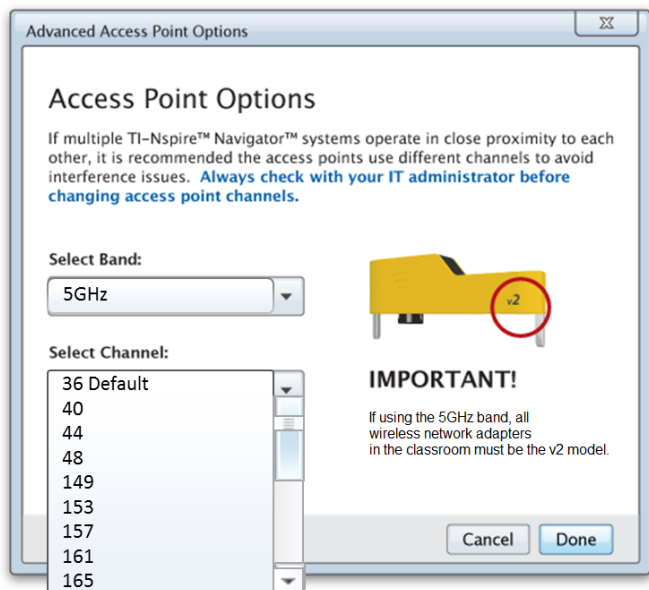 Advanced Access Point Options
Access Point Options
If multiple TI-Nspire™ Navigator™ systems operate in close proximity to each
other, it is recommended the access points use different channels to avoid
interference issues. Always check with your IT administrator before
changing access point channels.
Select Band:
5GHz
v2
Select Channel:
36 Default
40
44
48
149
153
157
161
165
IMPORTANT!
If using the 5GHz band, all
wireless network adapters
in the classroom must be the v2 model.
Cancel
Done